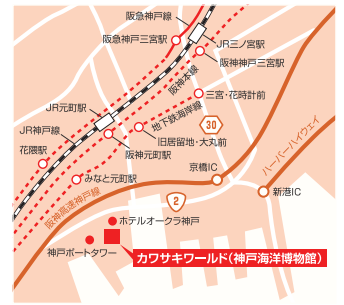 阪急神戸線
阪急神戸三宮駅
JR三ノ宮駅
阪神神戸三宮駅
阪神本線
三宮・花時計前
JR元町駅
地下鉄海岸線
30
JR神戸線
旧居留地・大丸前
ハーバーハイウェイ
花隈駅
阪神元町駅
京橋IC
みなと元町駅
新港IC
阪神高速神戸線
2
ホテルオークラ神戸
神戸ポートタワー
カワサキワールド(神戸海洋博物館)